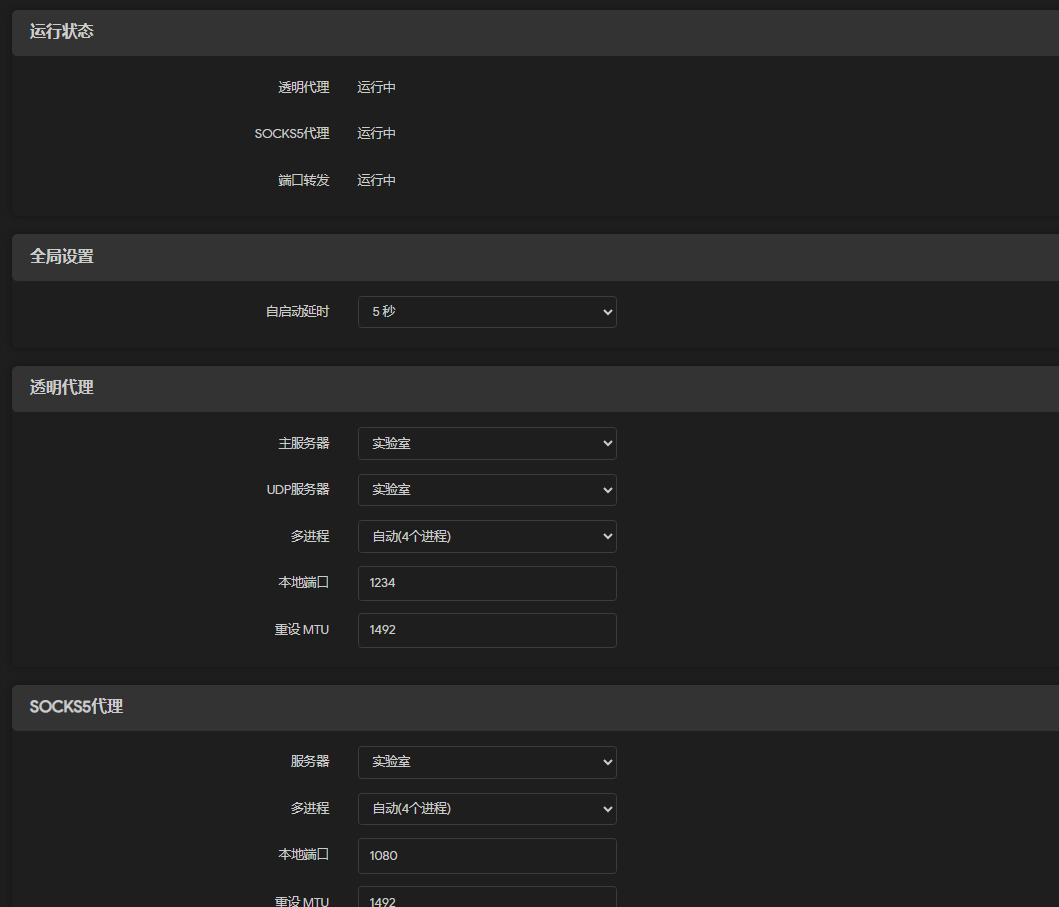 运行状态
透明代理 运行中
SOCKS5代理 运行中
端口转发 运行中
全局设置
自启动延时 5 秒
透明代理
主服务器 实验室
UDP服务器 实验室
多进程 自动(4个进程)
本地端口 1234
重设 MTU 1492
SOCKS5代理
服务器 实验室
多进程 自动(4个进程)
本地端口 1080
重设 MTU 1492